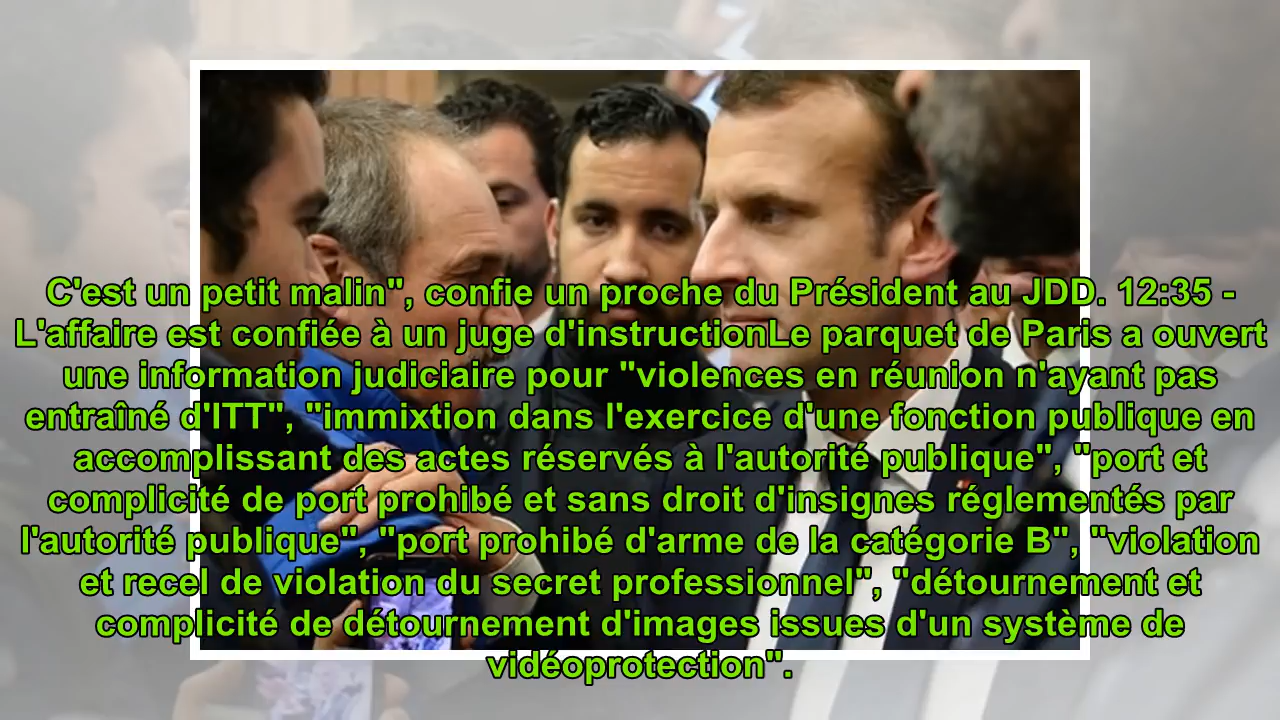 C'est un petit malin", confie un proche du Président au JDD. 12:35 -
L'affaire est confiée à un juge d'instructionLe parquet de Paris a ouvert
une information judiciaire pour "violences en réunion n'ayant pas
entraîné d'ITT", "immixtion dans l'exercice d'une fonction publique en
accomplissant des actes réservés à l'autorité publique", "port et
complicité de port prohibé et sans droit d'insignes réglementés par
l'autorité publique", "port prohibé d'arme de la catégorie B", "violation
et recel de violation du secret professionnel", "détournement et
complicité de détournement d'images issues d'un système de
vidéoprotection".